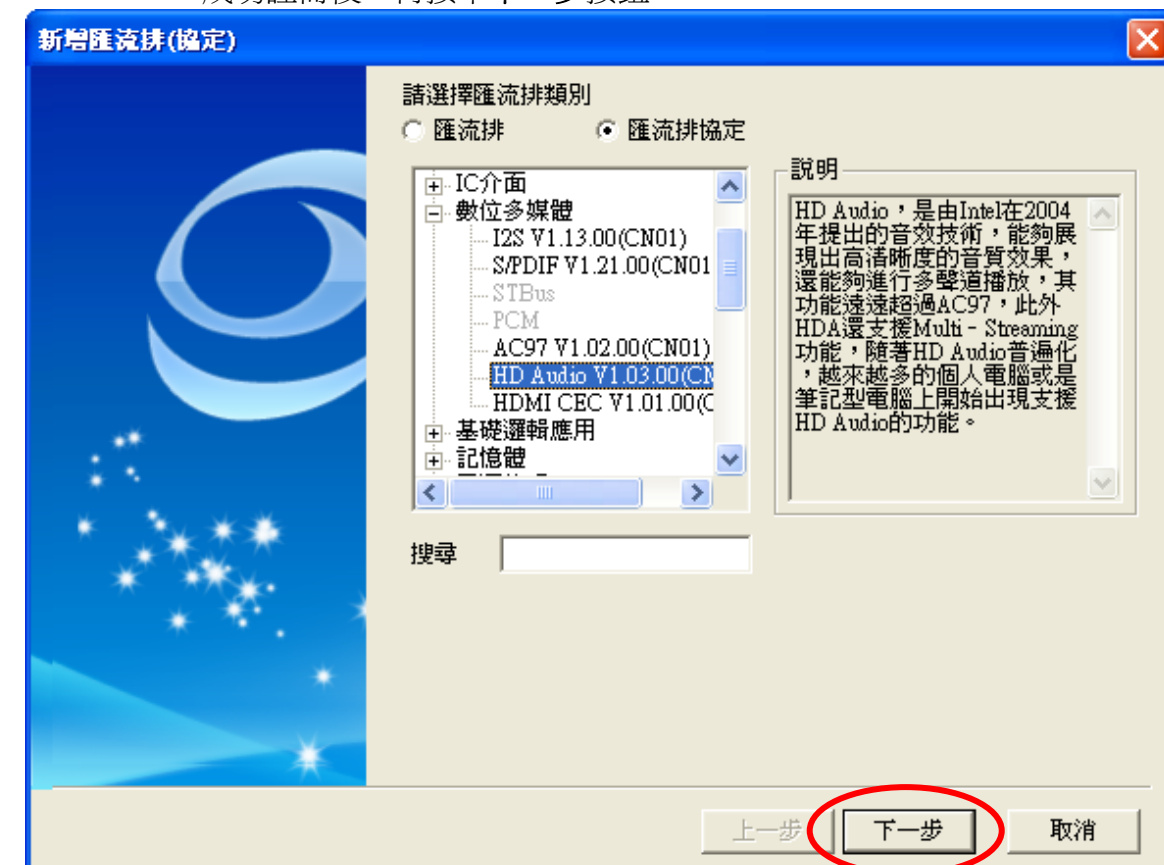 新增匯流排(協定)
請選擇匯流排類別
匯流排
匯流排協定
IC介面
數位多媒體
I2S V1.13.00(CN01)
S/PDIF V1.21.00(CN01
STBus
PCM
AC97 V1.02.00(CN01)
HD Audio V1.03.00(CN
HDMI CEC V1.01.00(C
基礎邏輯應用
記憶體
說明
HD Audio，是由Intel在2004
年提出的音效技術，能夠展
現出高清晰度的音質效果，
還能夠進行多聲道播放，其
功能遠遠超過AC97，此外
HDA還支援Multi - Streaming
功能，隨著HD Audio普遍化
，越來越多的個人電腦或是
筆記型電腦上開始出現支援
HD Audio的功能。
搜尋
上一步
下一步
取消